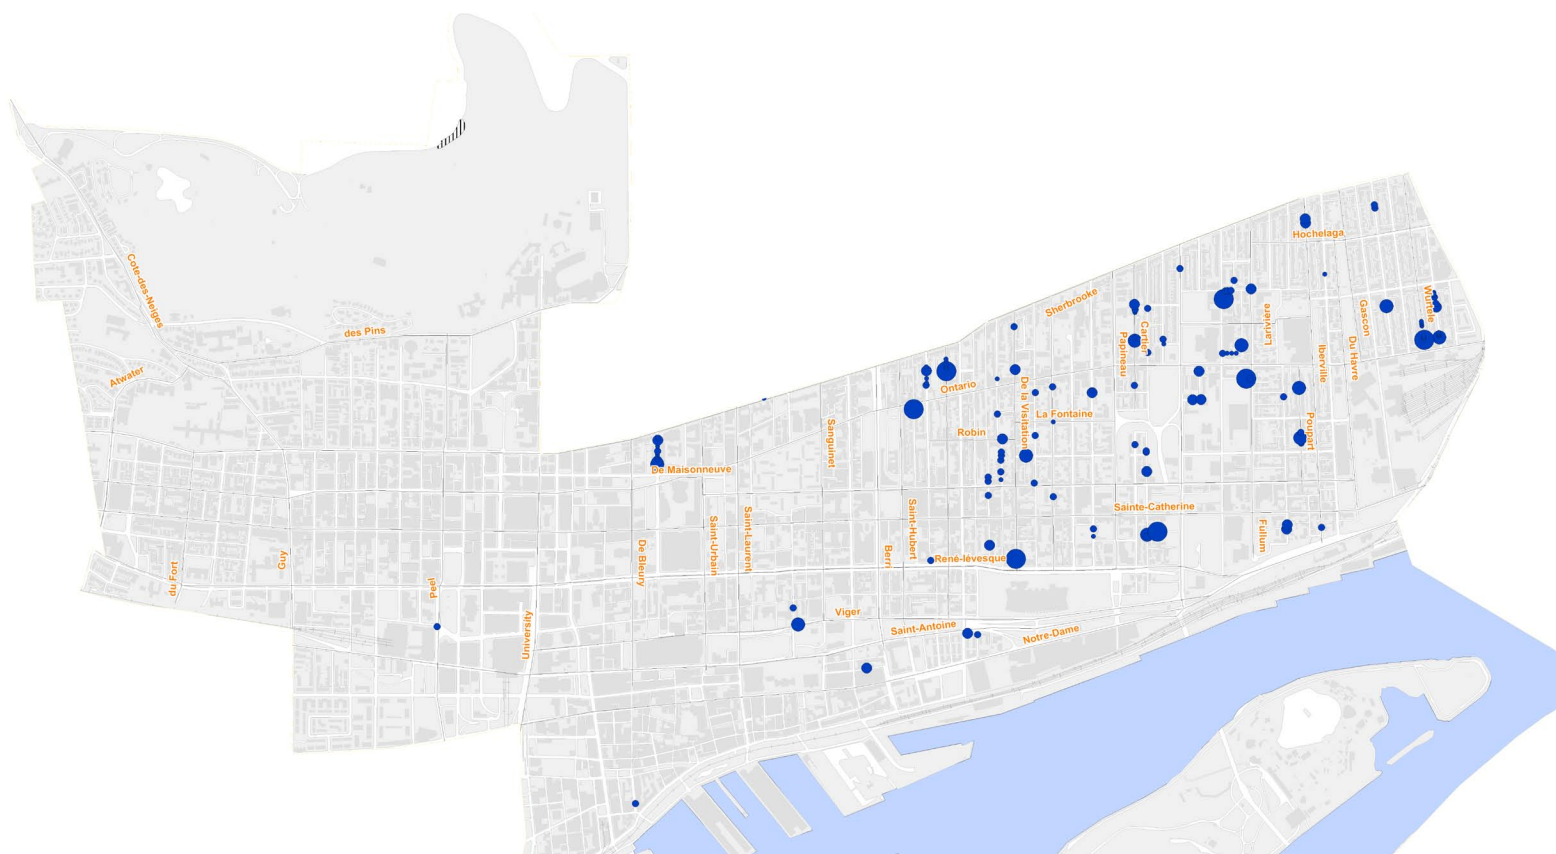 Hochelaga
Cote-des-Neiges
Sherbrooke
Wurtele
Gascon
Lariviere
des Pins
Cartier
Papineau
Iberville
Du Havre
Atwater
Ontario
De la Visitation
La Fontaine
Poupart
Sanguinet
Robin
De Maisonneuve
Sainte-Catherine
Saint-Hubert
Saint-Laurent
Saint-Urbain
Fullum
De Bleury
Guy
Berri
René-lévesque
du Fort
Peel
Viger
University
Saint-Antoine
Notre-Dame